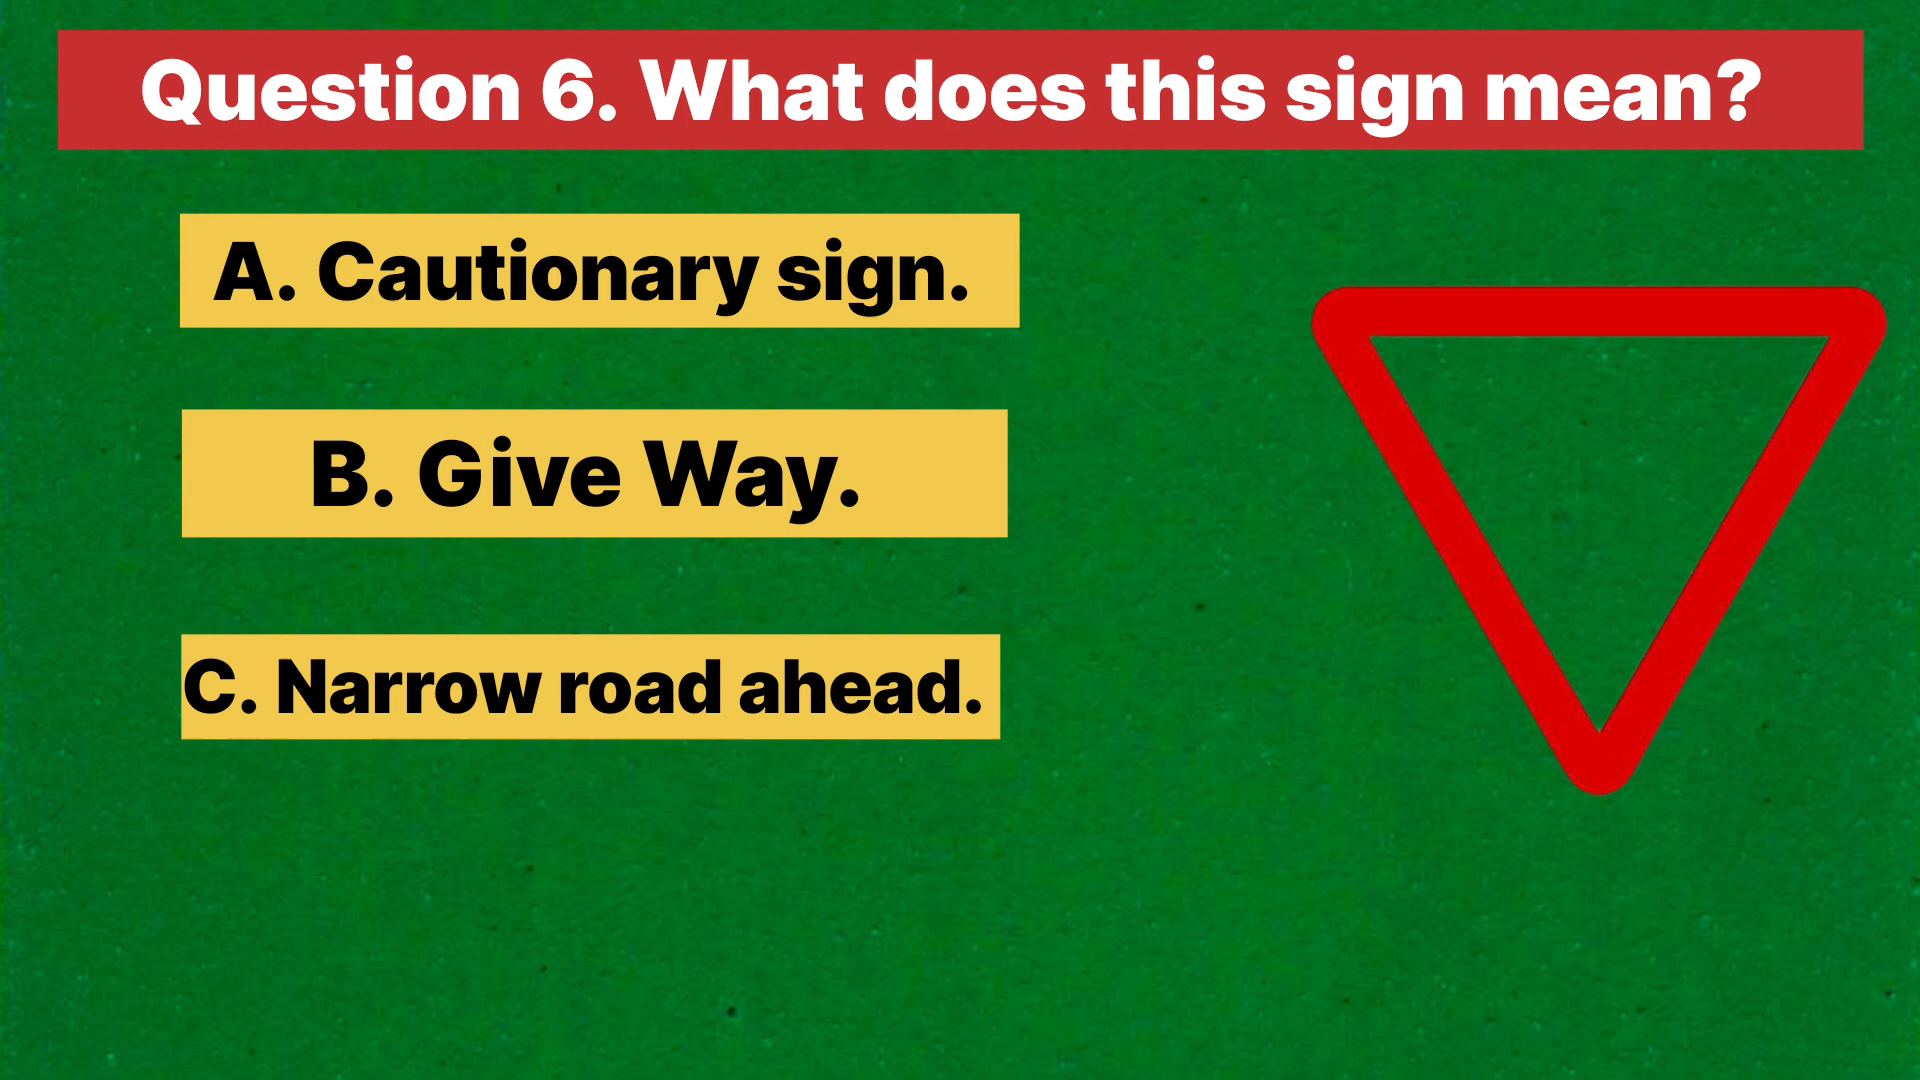 Question 6. What does this sign mean?
A. Cautionary sign.
B. Give Way.
C. Narrow road ahead.